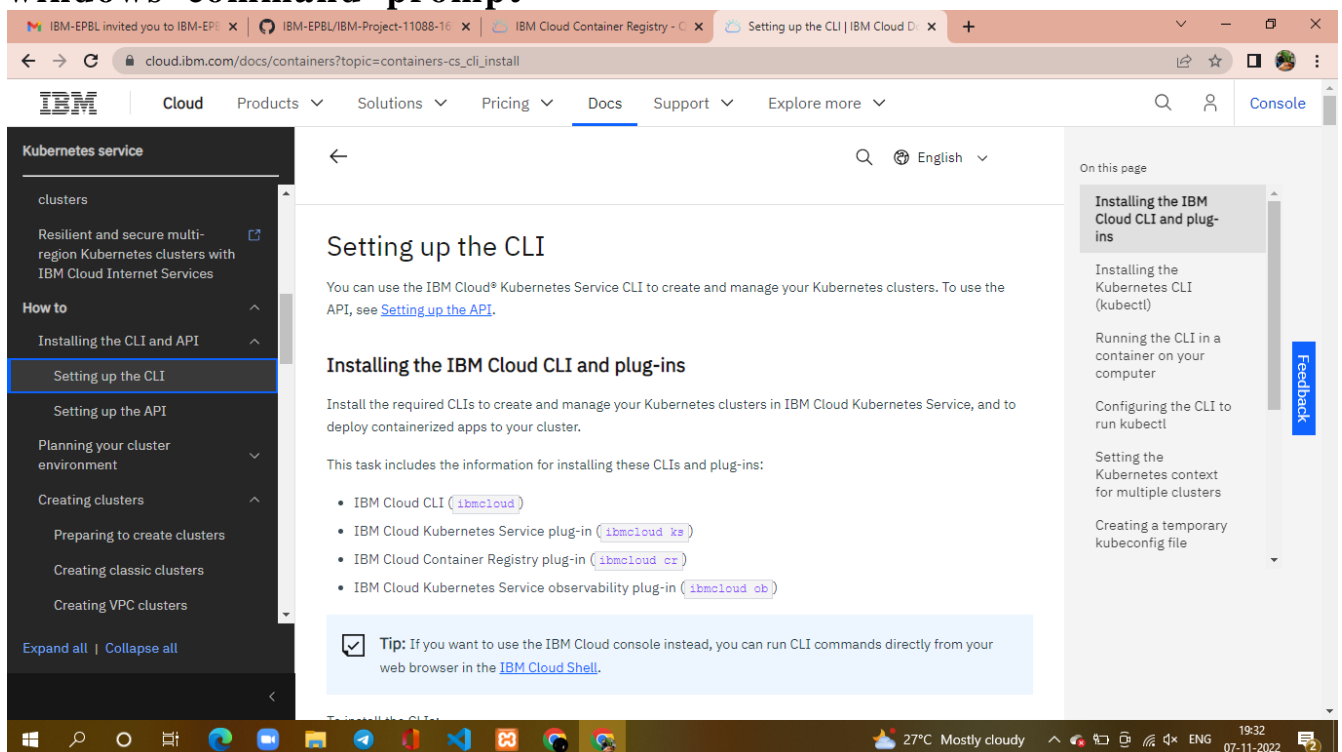 windows command prompt
IBM-EPBL invited you to IBM-EPB
IBM-EPBL/IBM-Project-11088-16
IBM Cloud Container Registry - C
Setting up the CLI | IBM Cloud Do
cloud.ibm.com/docs/containers?topic=containers-cs_cli_install
IBM
Cloud
Products
Solutions
Pricing
Docs
Support
Explore more
Console
Kubernetes service
clusters
Resilient and secure multi-
region Kubernetes clusters with
IBM Cloud Internet Services
How to
Installing the CLI and API
Setting up the CLI
Setting up the API
Planning your cluster
environment
Creating clusters
Preparing to create clusters
Creating classic clusters
Creating VPC clusters
Expand all | Collapse all
English
Setting up the CLI
You can use the IBM Cloud® Kubernetes Service CLI to create and manage your Kubernetes clusters. To use the
API, see Setting up the API.
Installing the IBM Cloud CLI and plug-ins
Install the required CLIs to create and manage your Kubernetes clusters in IBM Cloud Kubernetes Service, and to
deploy containerized apps to your cluster.
This task includes the information for installing these CLIs and plug-ins:
• IBM Cloud CLI (ibmcloud)
• IBM Cloud Kubernetes Service plug-in (ibmcloud ks)
• IBM Cloud Container Registry plug-in (ibmcloud cr)
• IBM Cloud Kubernetes Service observability plug-in (ibmcloud ob)
Tip: If you want to use the IBM Cloud console instead, you can run CLI commands directly from your
web browser in the IBM Cloud Shell.
To install the CLIs:
On this page
Installing the IBM
Cloud CLI and plug-
ins
Installing the
Kubernetes CLI
(kubectl)
Running the CLI in a
container on your
computer
Configuring the CLI to
run kubectl
Setting the
Kubernetes context
for multiple clusters
Creating a temporary
kubeconfig file
Feedback
27°C Mostly cloudy
ENG
19:32
07-11-2022
2